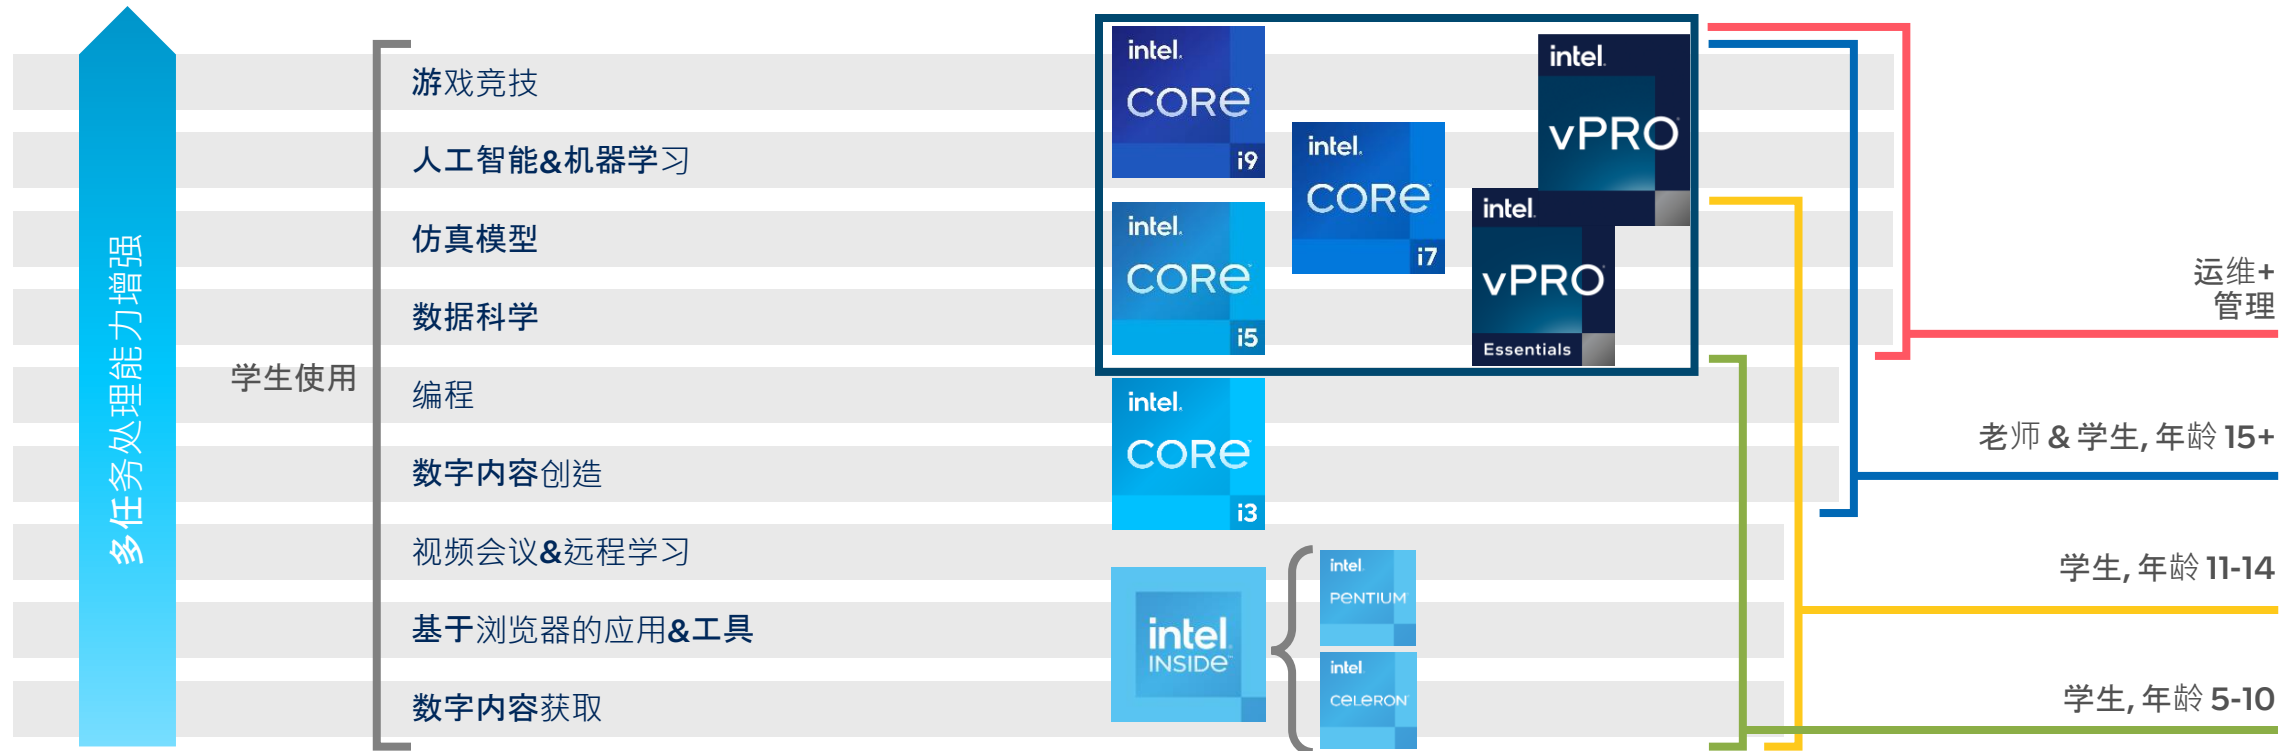 多任务处理能力增强
学生使用
游戏竞技
人工智能&机器学习
仿真模型
数据科学
编程
数字内容创造
视频会议&远程学习
基于浏览器的应用&工具
数字内容获取
intel.
CORE
i9
intel.
CORE
i7
intel.
CORE
i5
intel.
vPRO
intel.
vPRO
Essentials
intel.
CORE
i3
intel.
INSIDE™
intel.
PENTIUM
intel.
CELERON
运维+
管理
老师 & 学生, 年龄 15+
学生, 年龄 11-14
学生, 年龄 5-10